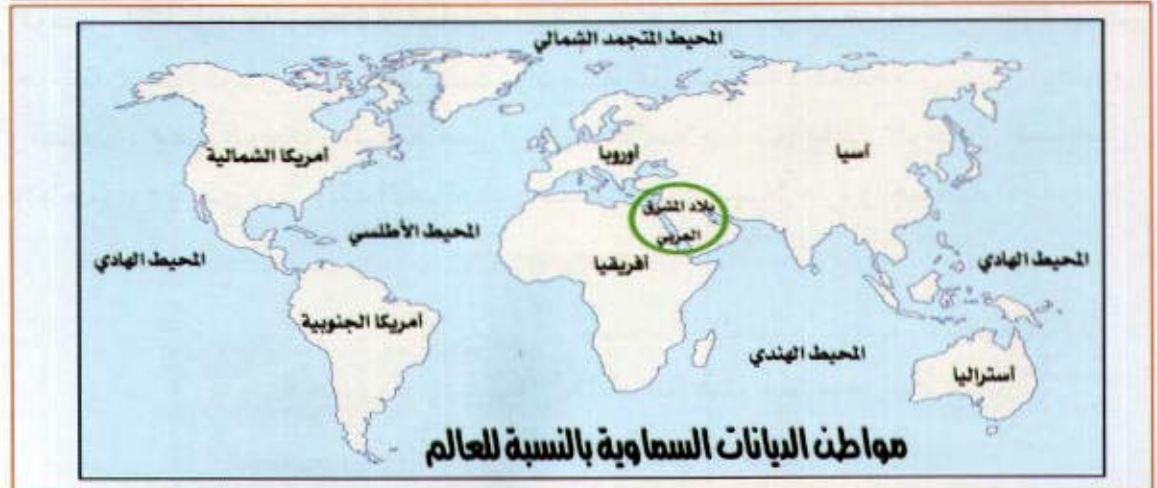 المحيط المتجمد الشمالي
أمريكا الشمالية
أوروبا
آسيا
بلاد المشرق
العربي
المحيط الأطلسي
المحيط الهادي
المحيط الهادي
أفريقيا
أمريكا الجنوبية
المحيط الهندي
أستراليا
مواطن الديانات السماوية بالنسبة للعالم